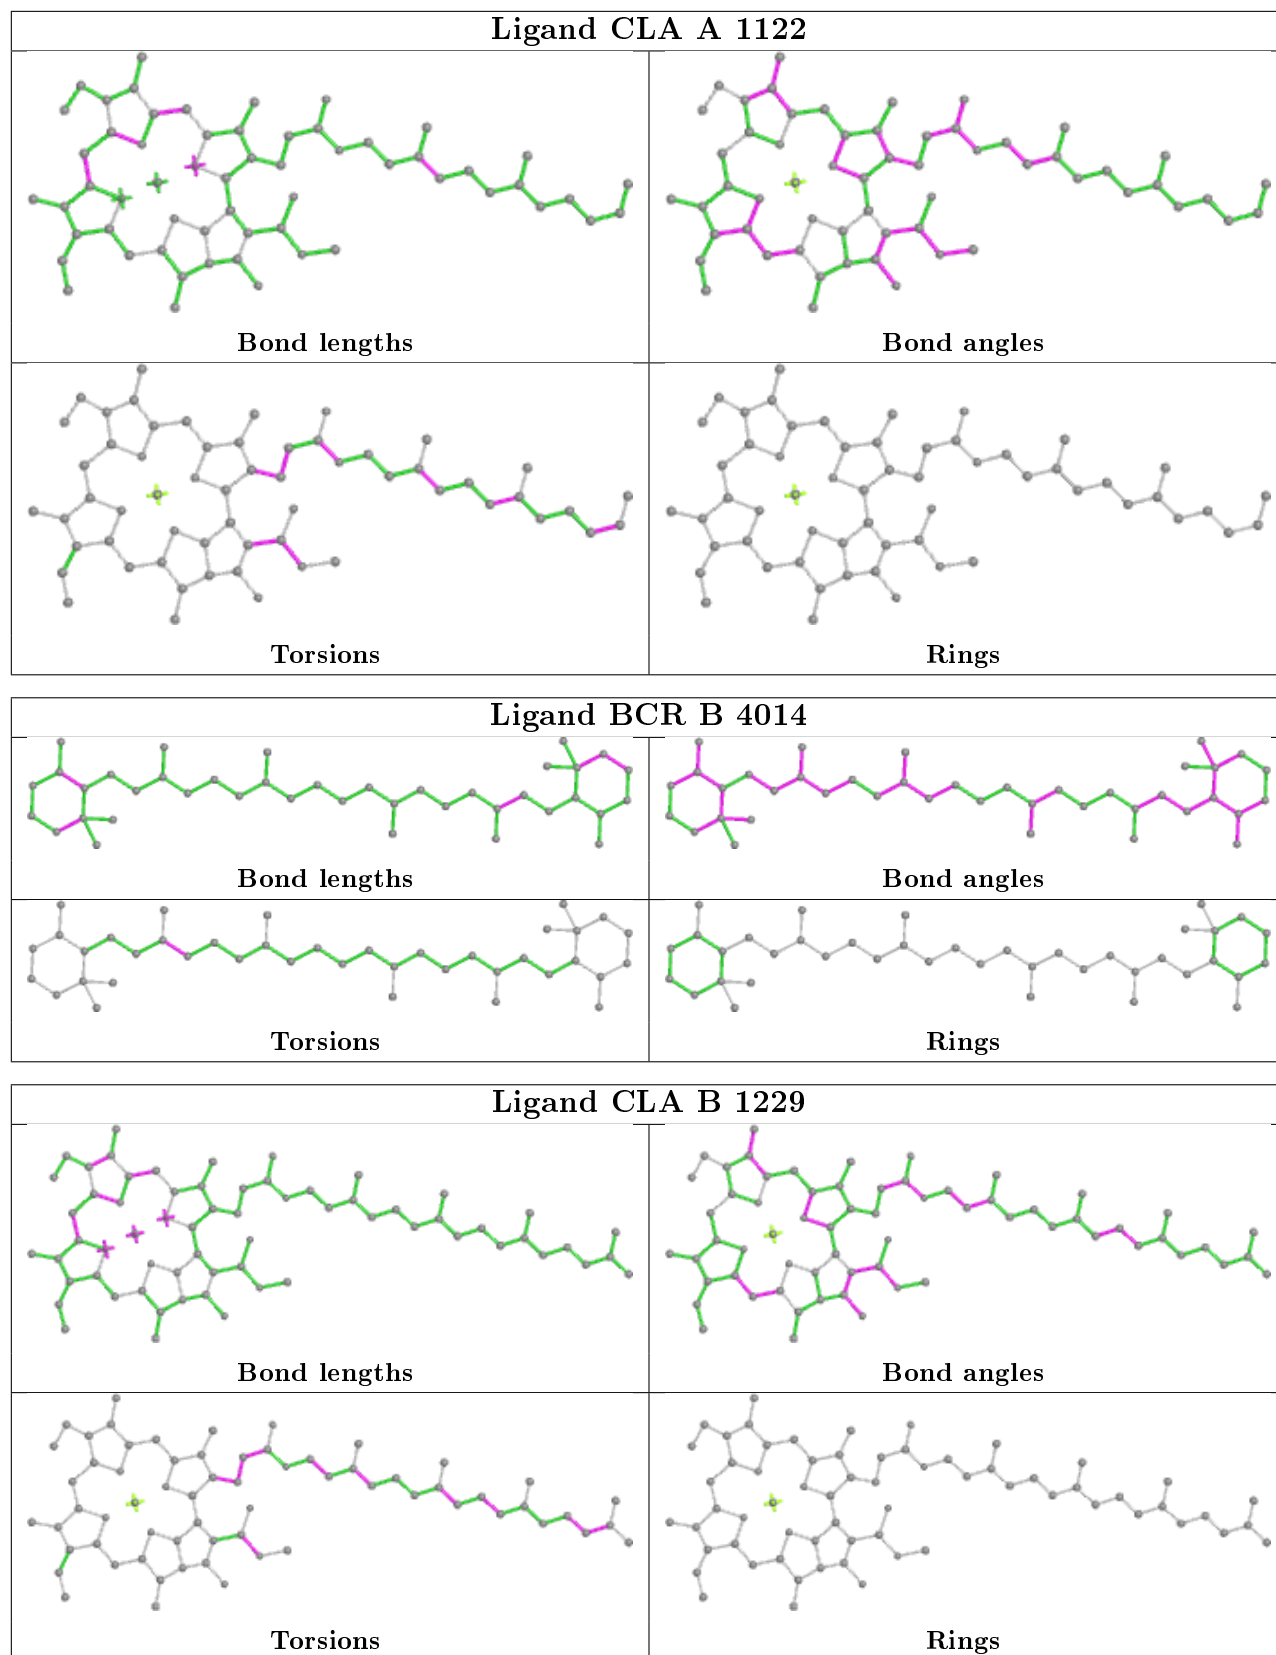 Ligand CLA A 1122
Bond lengths
Bond angles
Torsions
Rings
Ligand BCR B 4014
Bond lengths
Bond angles
Torsions
Rings
Ligand CLA B 1229
Bond lengths
Bond angles
Torsions
Rings